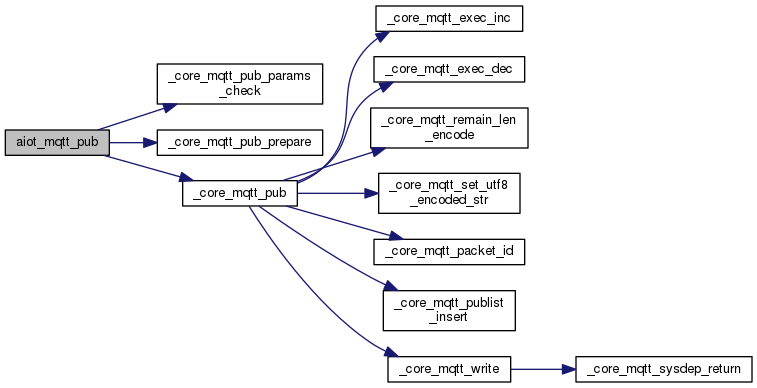 _core_mqtt_exec_inc
_core_mqtt_exec_dec
_core_mqtt_pub_params
_check
_core_mqtt_remain_len
_encode
aiot_mqtt_pub
_core_mqtt_pub_prepare
_core_mqtt_pub
_core_mqtt_set_utf8
_encoded_str
_core_mqtt_packet_id
_core_mqtt_publist
_insert
_core_mqtt_write
_core_mqtt_sysdep_return